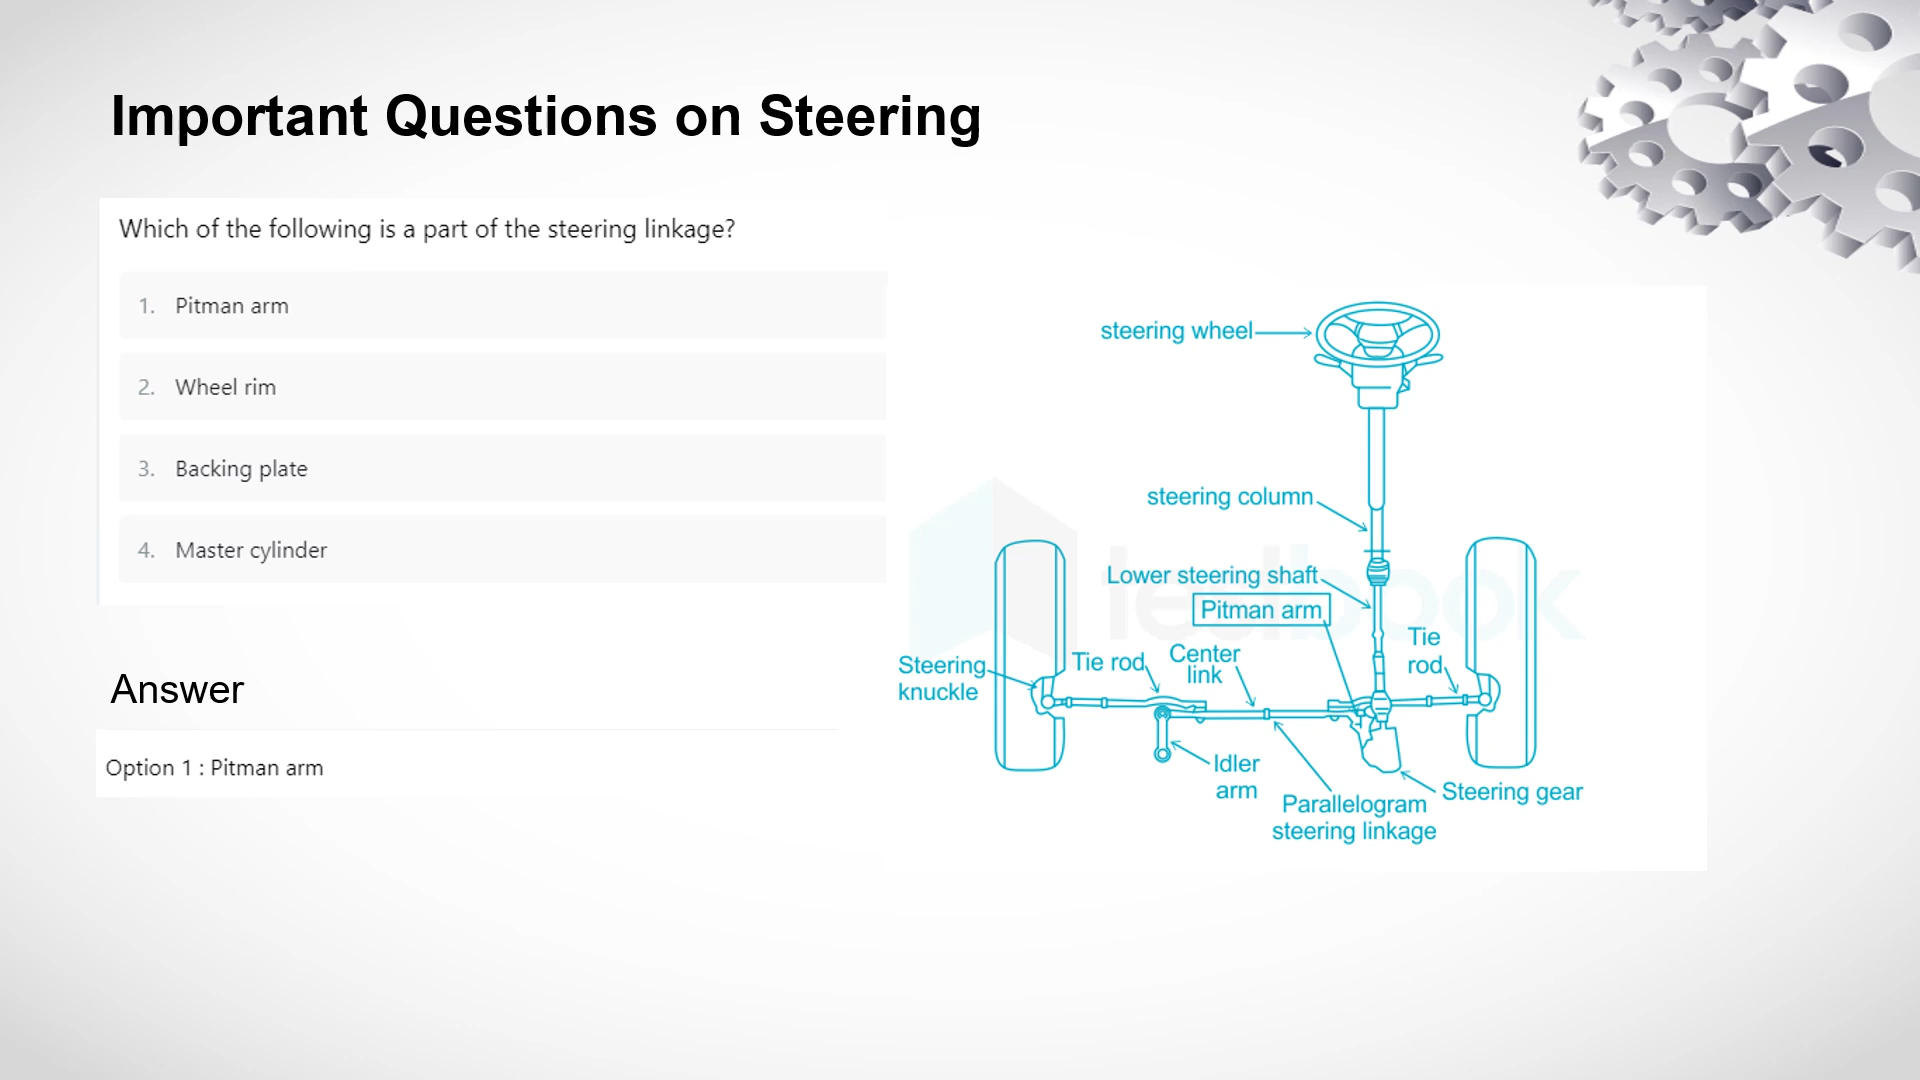 Important Questions on Steering
Which of the following is a part of the steering linkage?
1. Pitman arm
2. Wheel rim
3. Backing plate
4. Master cylinder
Answer
Option 1 : Pitman arm
steering wheel
steering column
Lower steering shaft
Pitman arm
Tie
rod
Center
link
Tie rod
Steering
knuckle
Idler
arm
Parallelogram
steering linkage
Steering gear
testbook